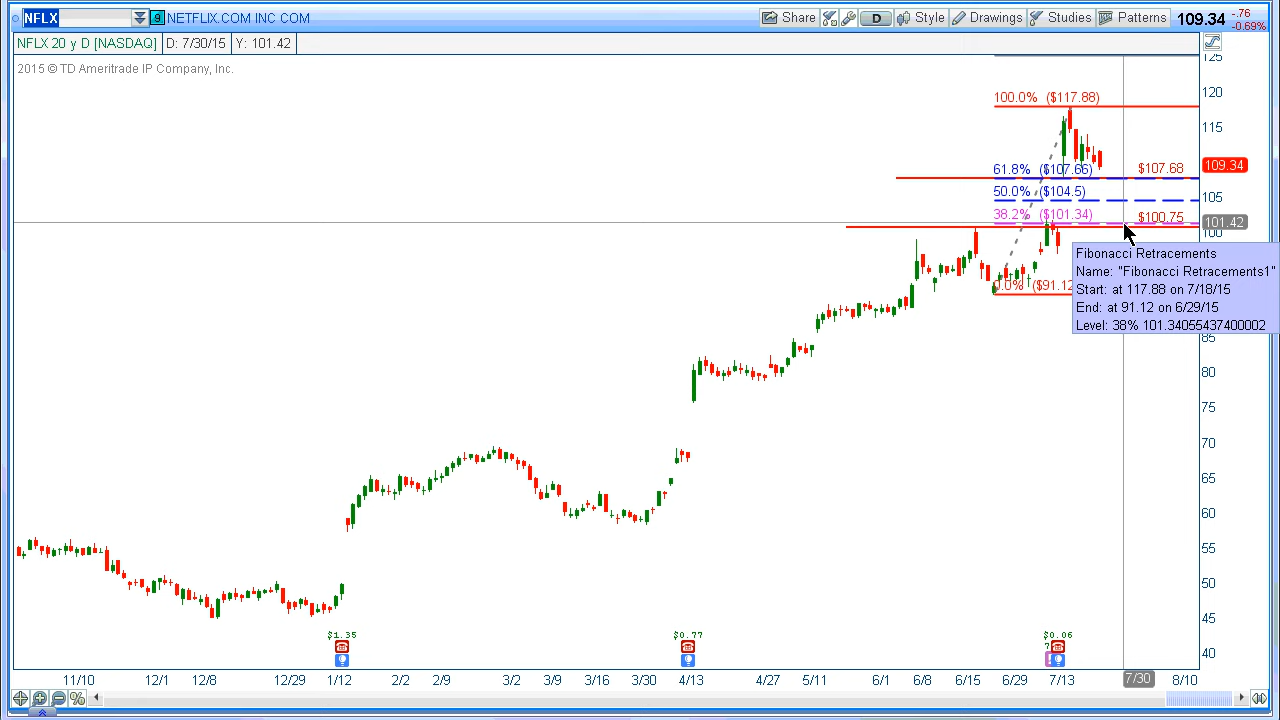 NFLX 9 NETFLIX.COM INC COM Share D Style Drawings Studies Patterns 109.34 -.76
-0.69%
NFLX 20 y D [NASDAQ] D: 7/30/15 Y: 101.42
2015 © TD Ameritrade IP Company, Inc.
125
100.0% ($117.88)
120
115
61.8% ($107.66) $107.68 109.34
50.0% ($104.5) 105
38.2% ($101.34) $100.75 101.42
100
Fibonacci Retracements
Name: "Fibonacci Retracements1"
0.0% ($91.12
Start: at 117.88 on 7/18/15
End: at 91.12 on 6/29/15
Level: 38% 101.34055437400002
85
80
75
70
65
60
55
50
45
$1.35 $0.77 $0.06
7
40
11/10 12/1 12/8 12/29 1/12 2/2 2/9 3/2 3/9 3/16 3/30 4/13 4/27 5/11 6/1 6/8 6/15 6/29 7/13 7/30 8/10
%